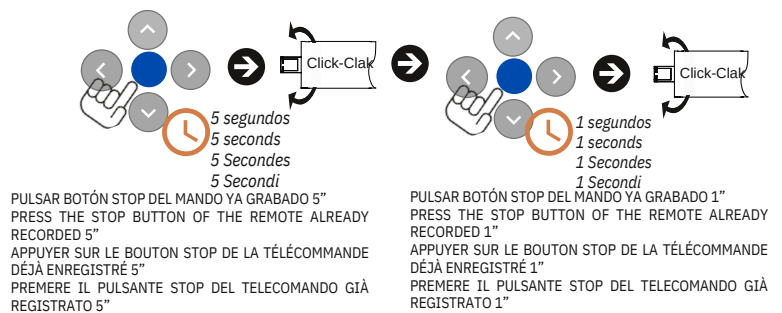 Click-Clak
5 segundos
5 seconds
5 Secondes
5 Secondi
PULSAR BOTÓN STOP DEL MANDO YA GRABADO 5”
PRESS THE STOP BUTTON OF THE REMOTE ALREADY
RECORDED 5”
APPUYER SUR LE BOUTON STOP DE LA TÉLÉCOMMANDE
DÉJÀ ENREGISTRÉ 5”
PREMERE IL PULSANTE STOP DEL TELECOMANDO GIÀ
REGISTRATO 5”
Click-Clak
1 segundos
1 seconds
1 Secondes
1 Secondi
PULSAR BOTÓN STOP DEL MANDO YA GRABADO 1”
PRESS THE STOP BUTTON OF THE REMOTE ALREADY
RECORDED 1”
APPUYER SUR LE BOUTON STOP DE LA TÉLÉCOMMANDE
DÉJÀ ENREGISTRÉ 1”
PREMERE IL PULSANTE STOP DEL TELECOMANDO GIÀ
REGISTRATO 1”